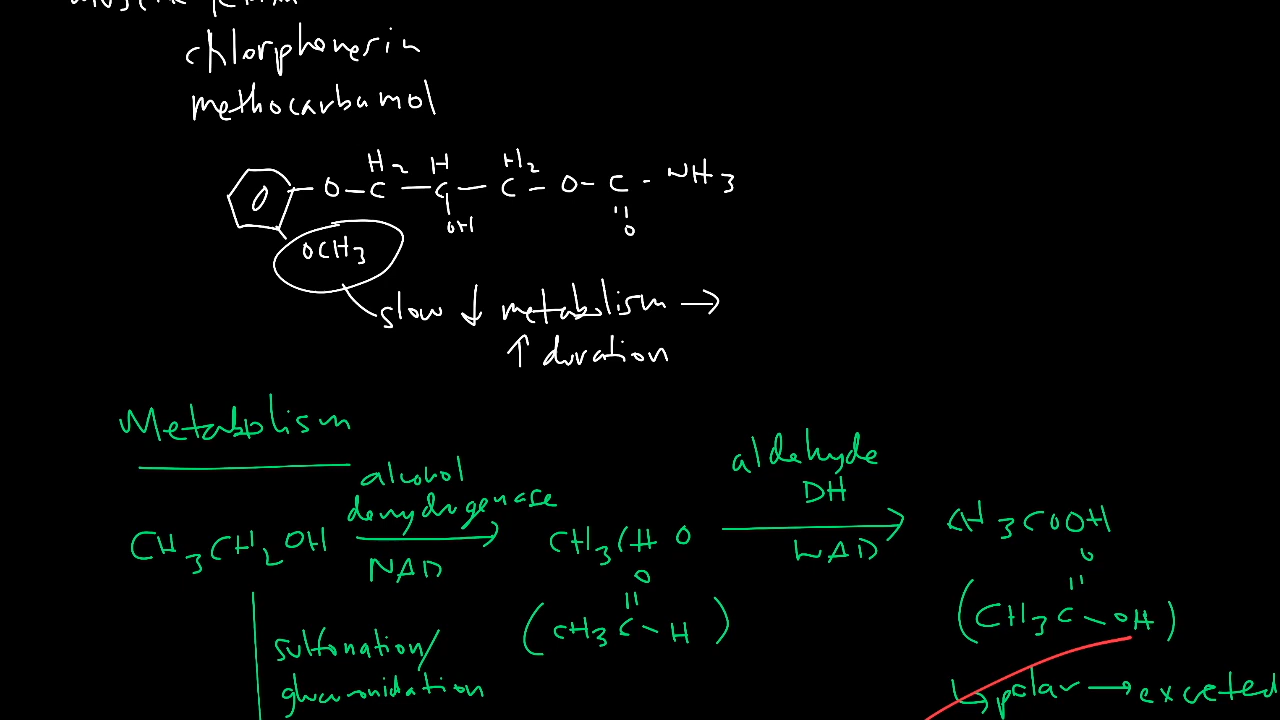 chlorphenesin
methocarbamol
H2 H H2
O-C-C-C-O-C-NH3
OH O
OCH3
slow ↓ metabolism →
↑ duration
Metabolism
alcohol dehydrogenase
aldehyde DH
CH3CH2OH → CH3CHO → CH3COOH
NAD NAD
O O
(CH3C-H) (CH3C-OH)
sulfonation/
glucuronidation
↳ polar → excreted